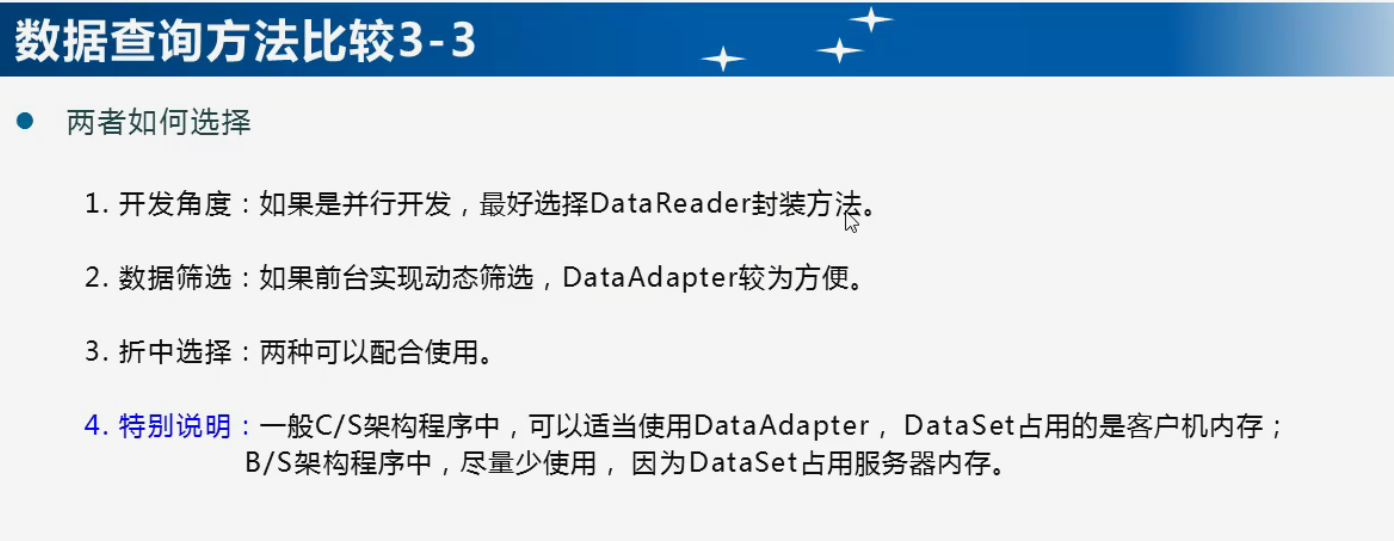 数据查询方法比较3-3
两者如何选择
1. 开发角度：如果是并行开发，最好选择DataReader封装方法。
2. 数据筛选：如果前台实现动态筛选，DataAdapter较为方便。
3. 折中选择：两种可以配合使用。
4. 特别说明：一般C/S架构程序中，可以适当使用DataAdapter， DataSet占用的是客户机内存；
B/S架构程序中，尽量少使用， 因为DataSet占用服务器内存。